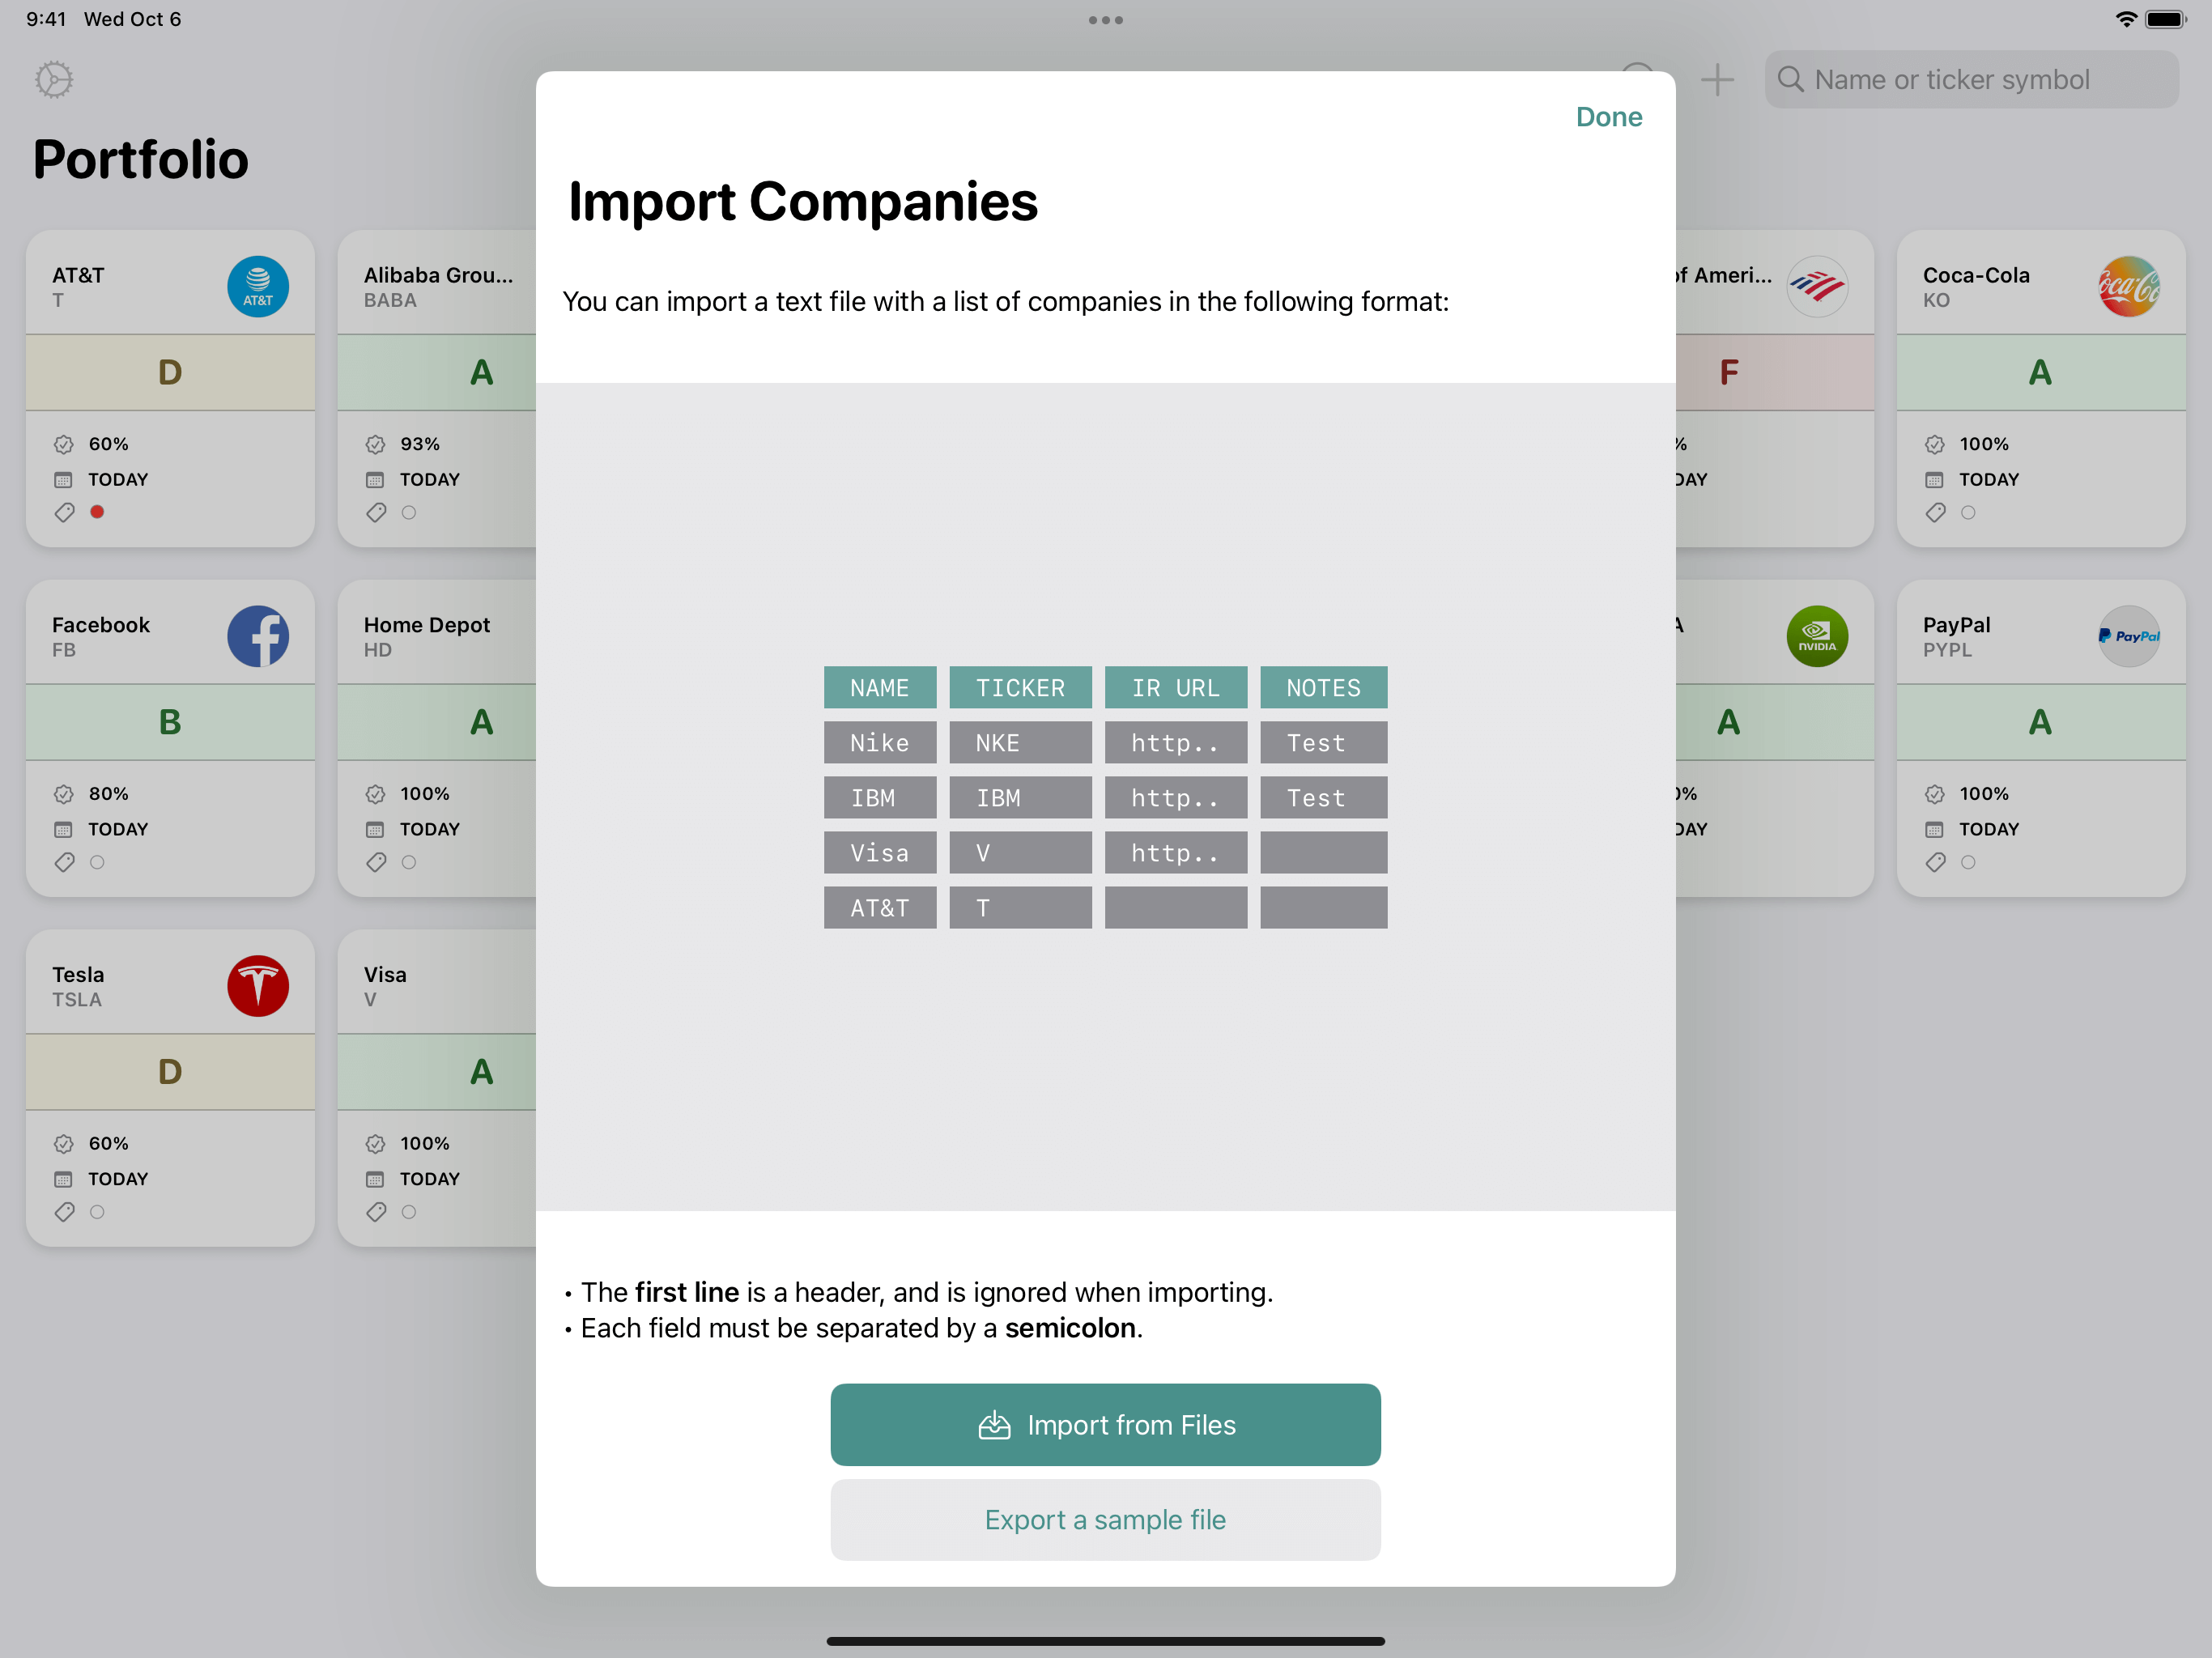 9:41 Wed Oct 6
Name or ticker symbol
Portfolio
Done
Import Companies
You can import a text file with a list of companies in the following format:
AT&T
T
AT&T
D
60%
TODAY
Alibaba Grou...
BABA
A
93%
TODAY
of Ameri...
F
%
DAY
Coca-Cola
KO
Coca-Co
A
100%
TODAY
Facebook
FB
B
80%
TODAY
Home Depot
HD
A
100%
TODAY
A
NVIDIA
A
0%
DAY
PayPal
PYPL
PayPal
A
100%
TODAY
Tesla
TSLA
D
60%
TODAY
Visa
V
A
100%
TODAY
NAME TICKER IR URL NOTES
Nike NKE http.. Test
IBM IBM http.. Test
Visa V http..
AT&T T
• The first line is a header, and is ignored when importing.
• Each field must be separated by a semicolon.
Import from Files
Export a sample file